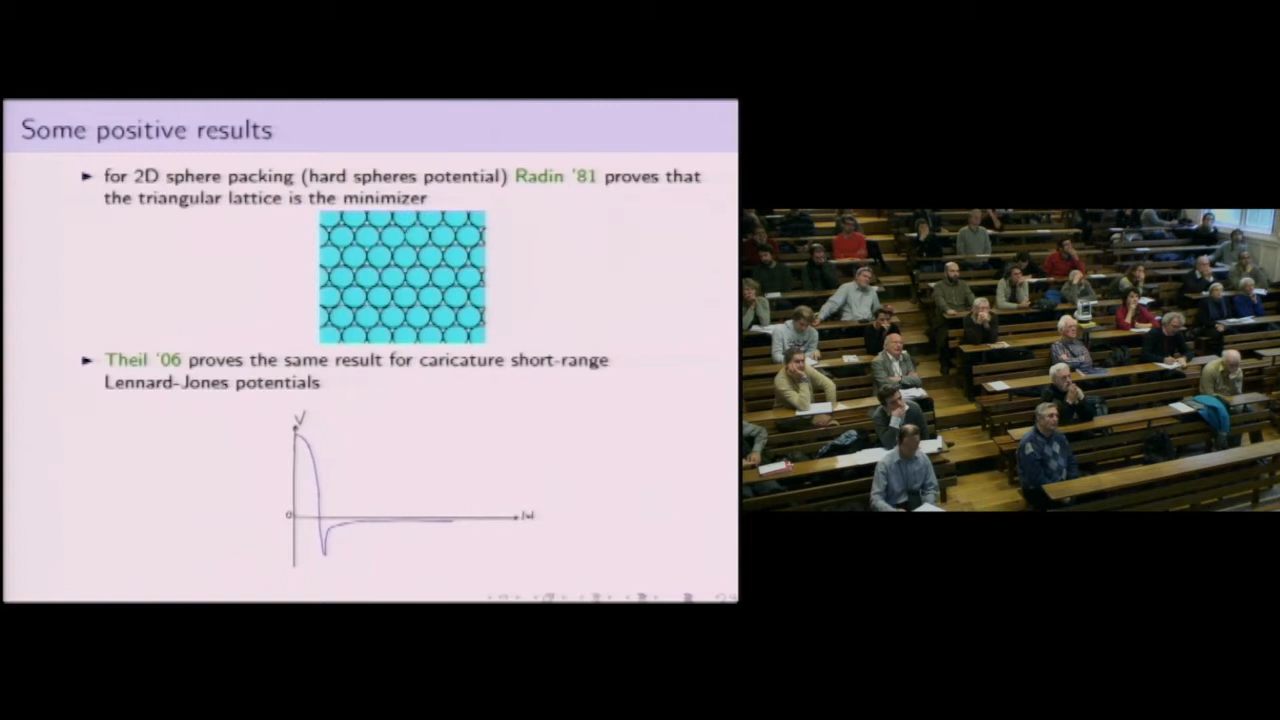 Some positive results
► for 2D sphere packing (hard spheres potential) Radin '81 proves that
the triangular lattice is the minimizer
► Theil '06 proves the same result for caricature short-range
Lennard-Jones potentials
V
0